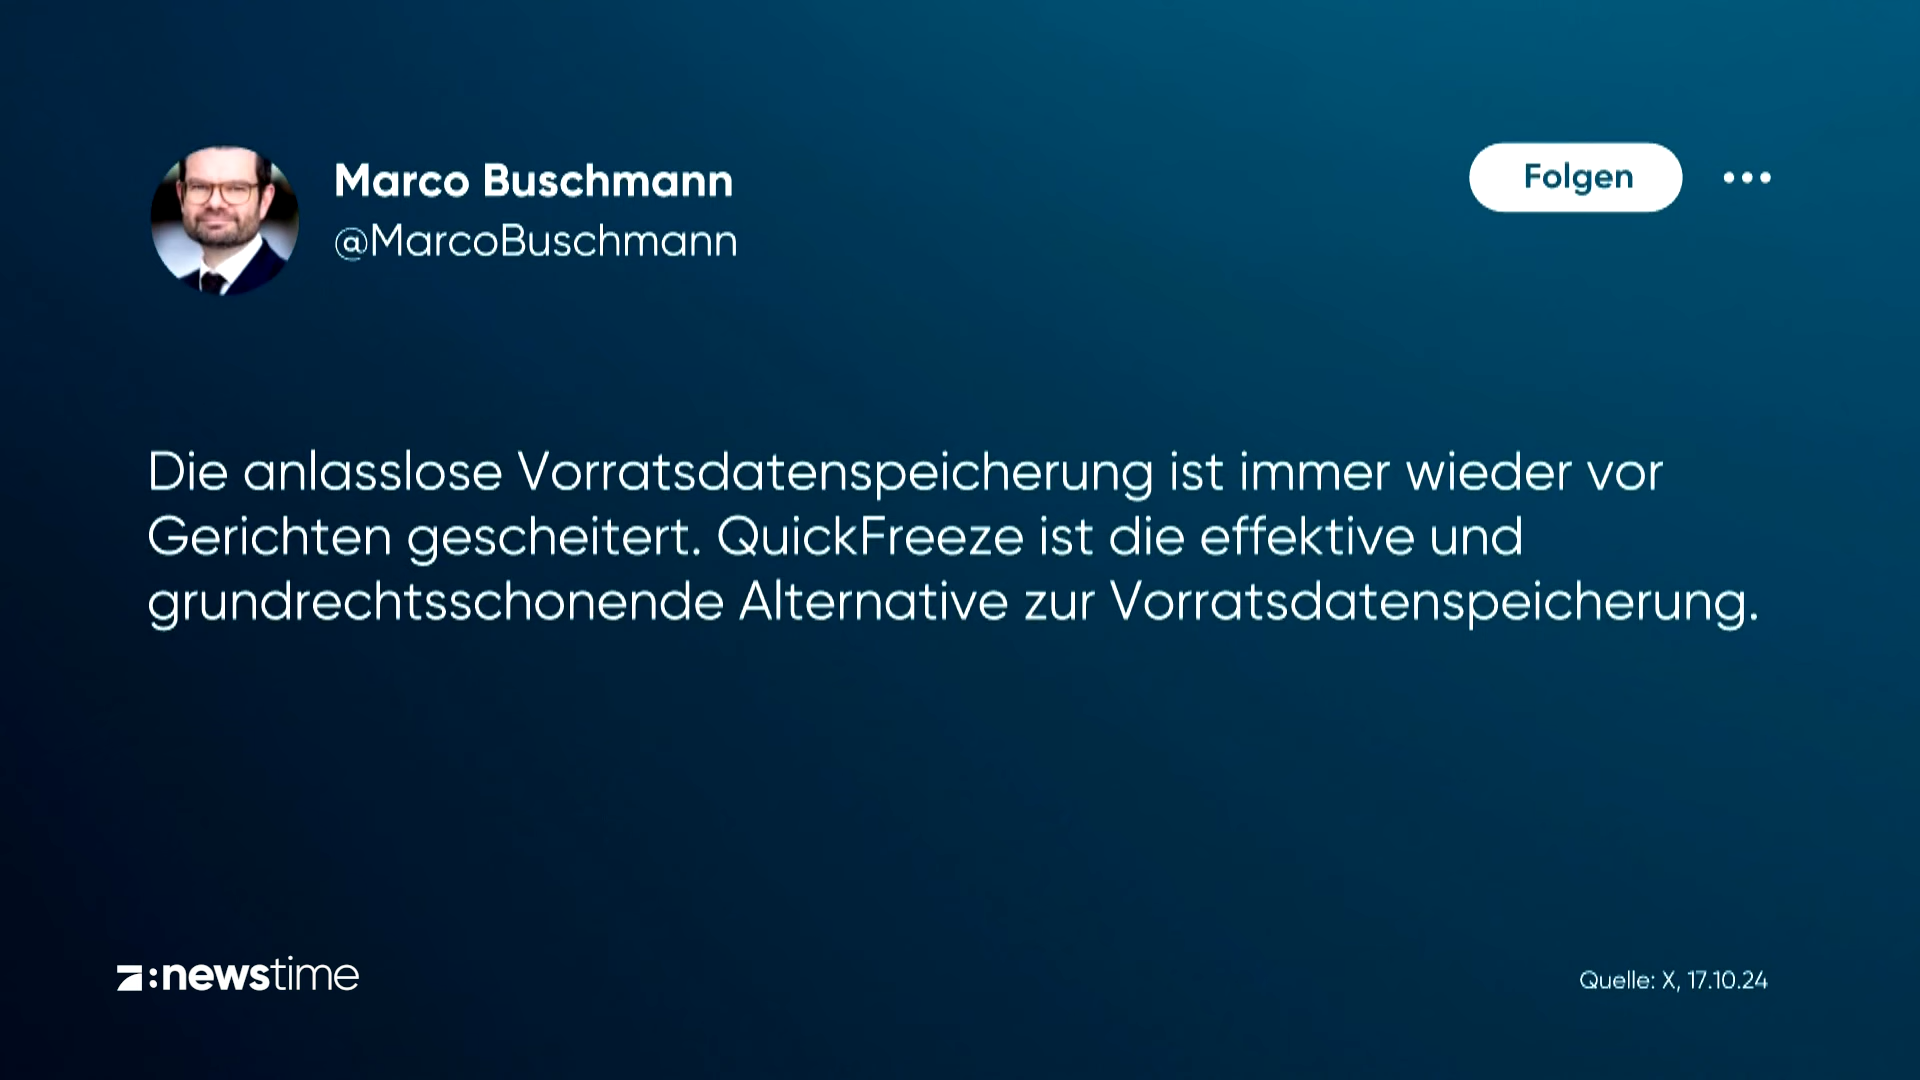 Marco Buschmann
@MarcoBuschmann
Folgen
Die anlasslose Vorratsdatenspeicherung ist immer wieder vor
Gerichten gescheitert. QuickFreeze ist die effektive und
grundrechtsschonende Alternative zur Vorratsdatenspeicherung.
:newstime
Quelle: X, 17.10.24